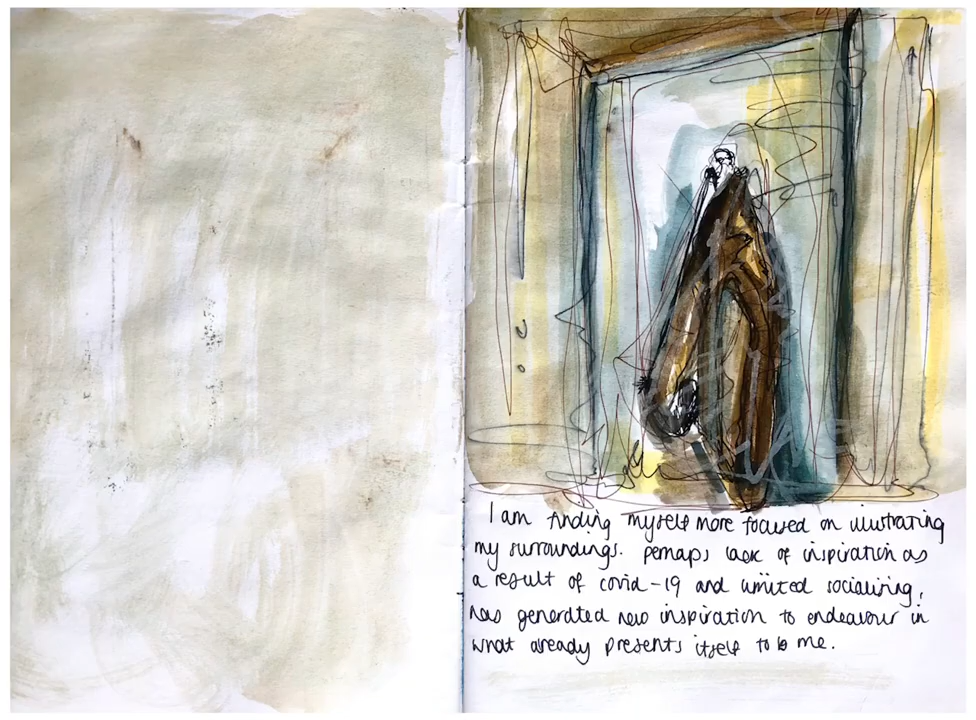 I am finding myself more focused on illustrating
my surroundings. perhaps lack of inspiration as
a result of covid-19 and limited socialising,
has generated new inspiration to endeavour in
what already presents itself to me.